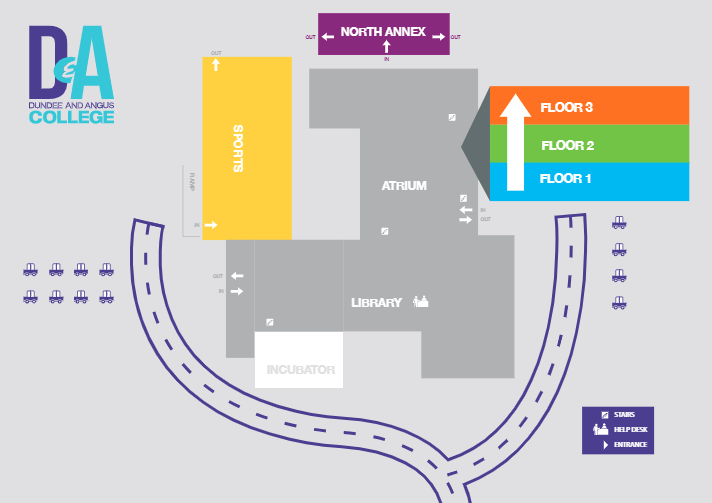 D&A
DUNDEE AND ANGUS
COLLEGE
NORTH ANNEX
OUT
OUT
IN
OUT
SPORTS
RAMP
IN
FLOOR 3
FLOOR 2
FLOOR 1
ATRIUM
IN
OUT
OUT
IN
LIBRARY
INCUBATOR
STAIRS
HELP DESK
ENTRANCE